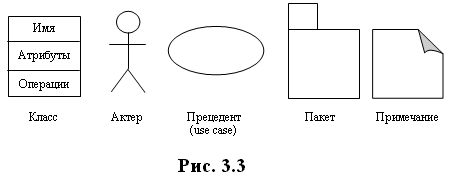 Имя
Атрибуты
Операции
Класс
Актер
Прецедент
(use case)
Пакет
Примечание
Рис. 3.3